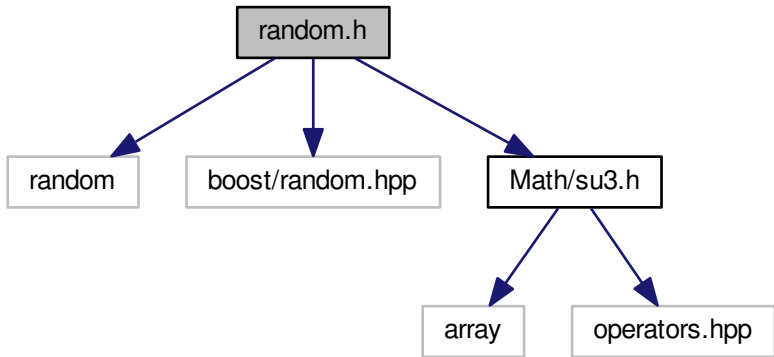 random.h
random
boost/random.hpp
Math/su3.h
array
operators.hpp